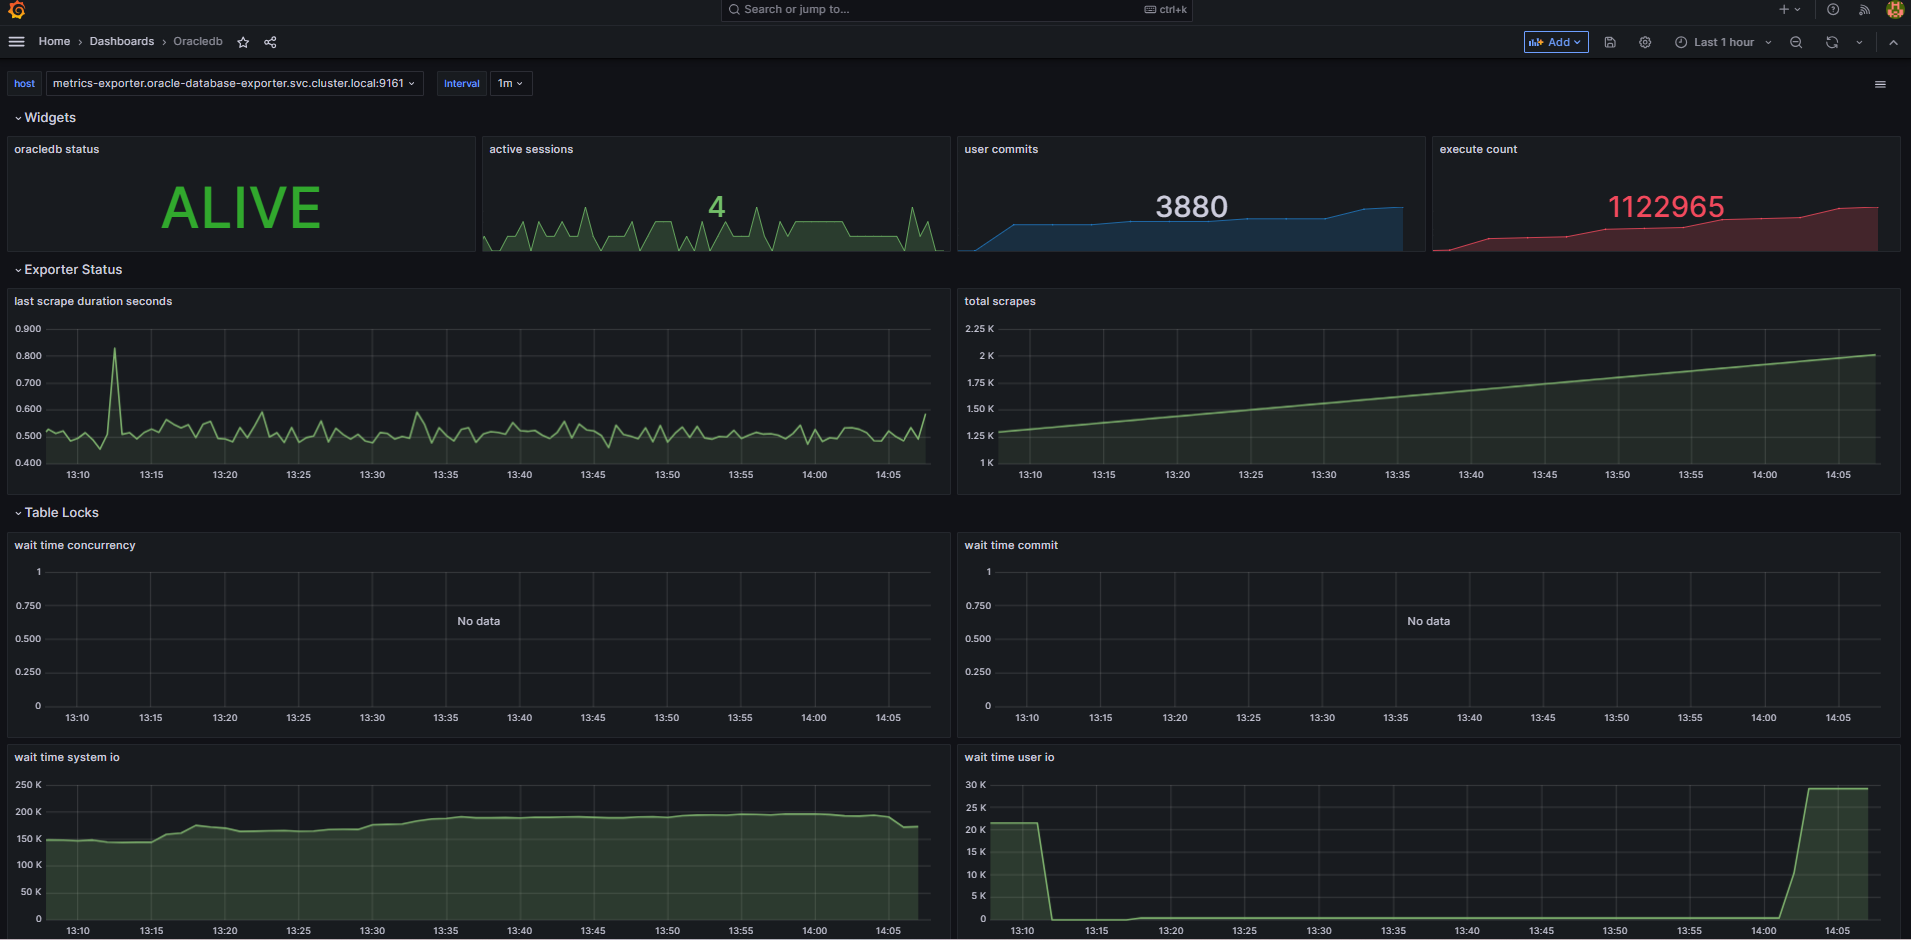 Search or jump to...
ctrl+k
Home › Dashboards › Oracledb
Add
Last 1 hour
host
metrics-exporter.oracle-database-exporter.svc.cluster.local:9161
Interval
1m
Widgets
oracledb status
ALIVE
active sessions
4
user commits
3880
execute count
1122965
Exporter Status
last scrape duration seconds
0.900
0.800
0.700
0.600
0.500
0.400
13:10 13:15 13:20 13:25 13:30 13:35 13:40 13:45 13:50 13:55 14:00 14:05
total scrapes
2.25 K
2 K
1.75 K
1.50 K
1.25 K
1 K
13:10 13:15 13:20 13:25 13:30 13:35 13:40 13:45 13:50 13:55 14:00 14:05
Table Locks
wait time concurrency
1
0.750
0.500
0.250
0
No data
13:10 13:15 13:20 13:25 13:30 13:35 13:40 13:45 13:50 13:55 14:00 14:05
wait time commit
1
0.750
0.500
0.250
0
No data
13:10 13:15 13:20 13:25 13:30 13:35 13:40 13:45 13:50 13:55 14:00 14:05
wait time system io
250 K
200 K
150 K
100 K
50 K
0
13:10 13:15 13:20 13:25 13:30 13:35 13:40 13:45 13:50 13:55 14:00 14:05
wait time user io
30 K
25 K
20 K
15 K
10 K
5 K
0
13:10 13:15 13:20 13:25 13:30 13:35 13:40 13:45 13:50 13:55 14:00 14:05